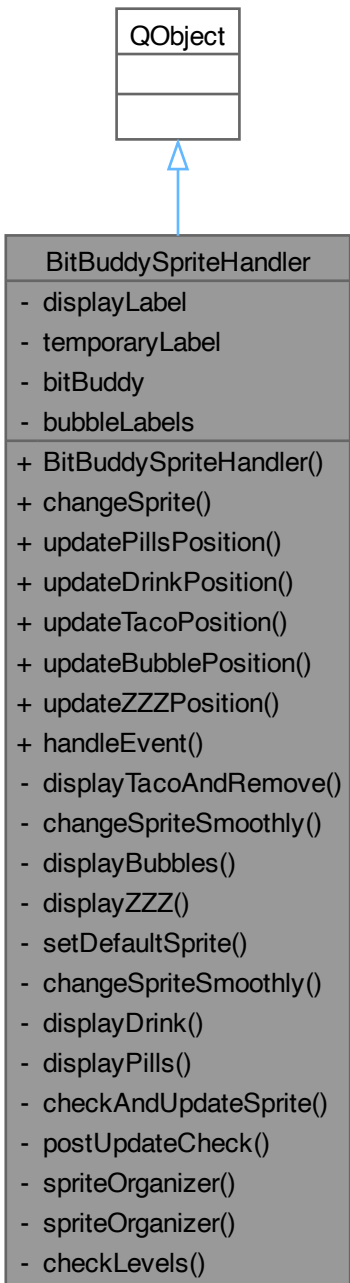 QObject
BitBuddySpriteHandler
- displayLabel
- temporaryLabel
- bitBuddy
- bubbleLabels
+ BitBuddySpriteHandler()
+ changeSprite()
+ updatePillsPosition()
+ updateDrinkPosition()
+ updateTacoPosition()
+ updateBubblePosition()
+ updateZZZPosition()
+ handleEvent()
- displayTacoAndRemove()
- changeSpriteSmoothly()
- displayBubbles()
- displayZZZ()
- setDefaultSprite()
- changeSpriteSmoothly()
- displayDrink()
- displayPills()
- checkAndUpdateSprite()
- postUpdateCheck()
- spriteOrganizer()
- spriteOrganizer()
- checkLevels()